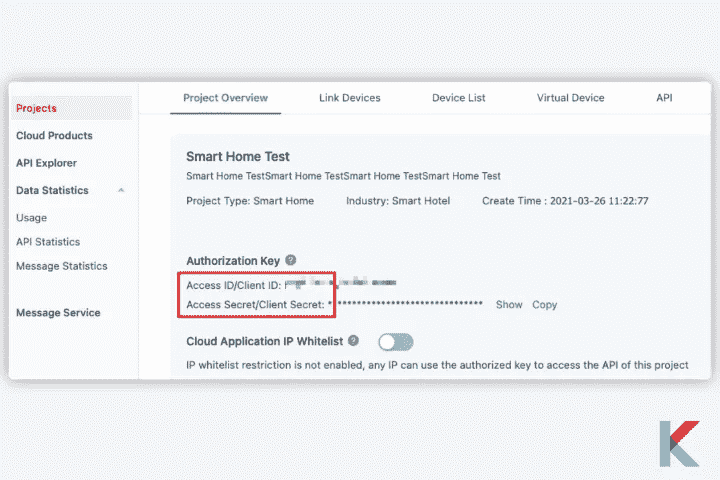 Projects
Cloud Products
API Explorer
Data Statistics
Usage
API Statistics
Message Statistics
Message Service
Project Overview Link Devices Device List Virtual Device API
Smart Home Test
Smart Home TestSmart Home TestSmart Home TestSmart Home Test
Project Type: Smart Home Industry: Smart Hotel Create Time : 2021-03-26 11:22:77
Authorization Key ?
Access ID/Client ID:
Access Secret/Client Secret: ******************************** Show Copy
Cloud Application IP Whitelist ?
IP whitelist restriction is not enabled, any IP can use the authorized key to access the API of this project
K